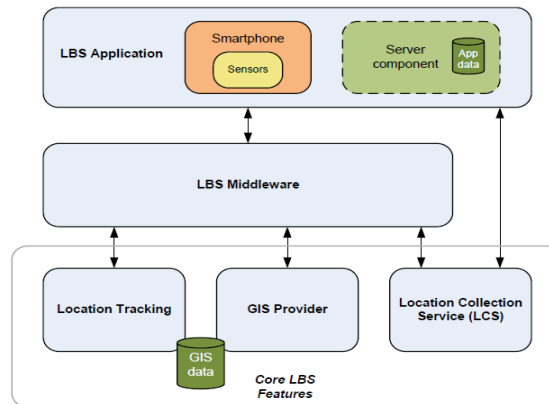 LBS Application
Smartphone
Sensors
Server
component
App
data
LBS Middleware
Location Tracking
GIS Provider
Location Collection
Service (LCS)
GIS
data
Core LBS
Features